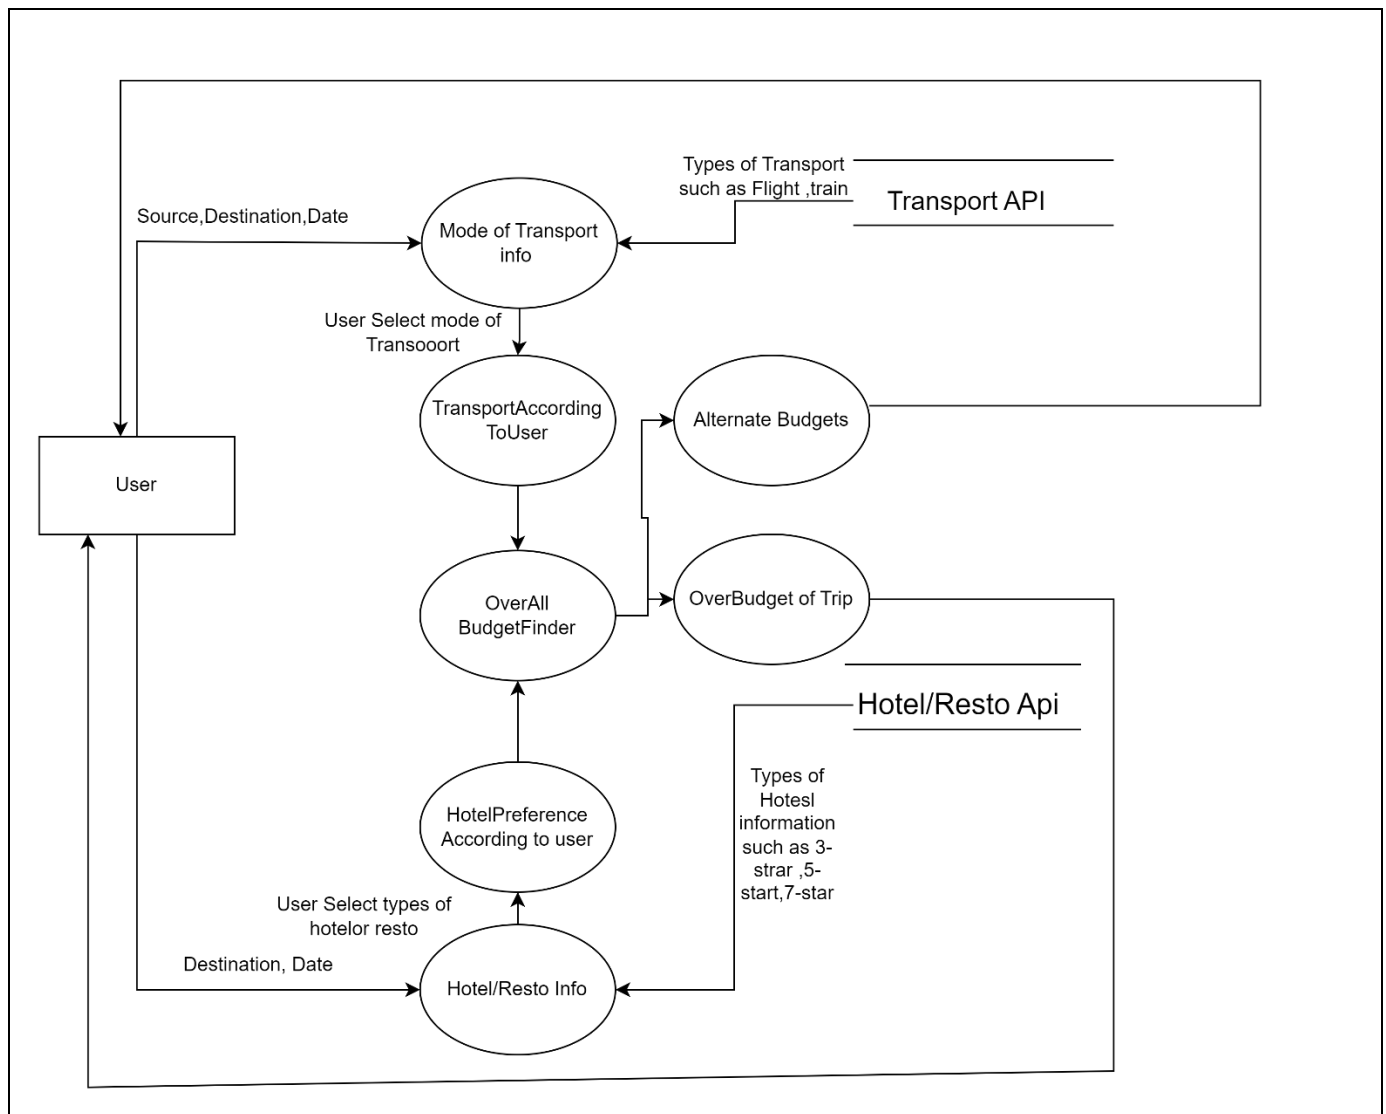 Types of Transport
such as Flight ,train
Transport API
Source,Destination,Date
Mode of Transport
info
User Select mode of
Transooort
TransportAccording
ToUser
Alternate Budgets
User
OverAll
BudgetFinder
OverBudget of Trip
Hotel/Resto Api
Types of
Hotesl
information
such as 3-
strar ,5-
start,7-star
HotelPreference
According to user
User Select types of
hotelor resto
Destination, Date
Hotel/Resto Info